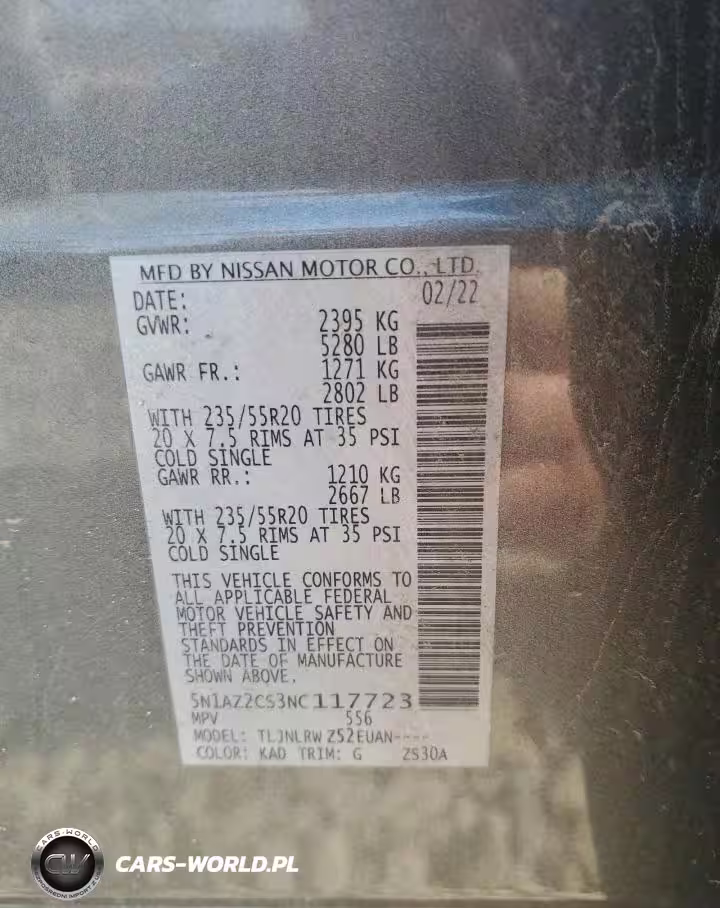 MFD BY NISSAN MOTOR CO., LTD.
DATE: 02/22
GVWR: 2395 KG
5280 LB
GAWR FR.: 1271 KG
2802 LB
WITH 235/55R20 TIRES
20 X 7.5 RIMS AT 35 PSI
COLD SINGLE
GAWR RR.: 1210 KG
2667 LB
WITH 235/55R20 TIRES
20 X 7.5 RIMS AT 35 PSI
COLD SINGLE
THIS VEHICLE CONFORMS TO
ALL APPLICABLE FEDERAL
MOTOR VEHICLE SAFETY AND
THEFT PREVENTION
STANDARDS IN EFFECT ON
THE DATE OF MANUFACTURE
SHOWN ABOVE.
5N1AZ2CS3NC117723
MPV 556
MODEL: TLJNLRW Z52EUAN----
COLOR: KAD TRIM: G ZS30A
CARS-WORLD
CW
CARS-WORLD.PL